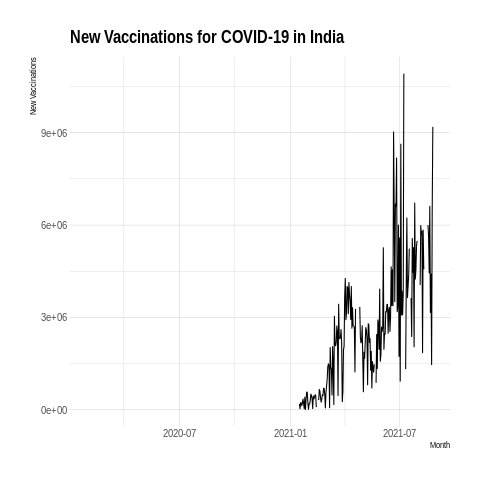 New Vaccinations for COVID-19 in India
New Vaccinations
9e+06
6e+06
3e+06
0e+00
2020-07
2021-01
2021-07
Month